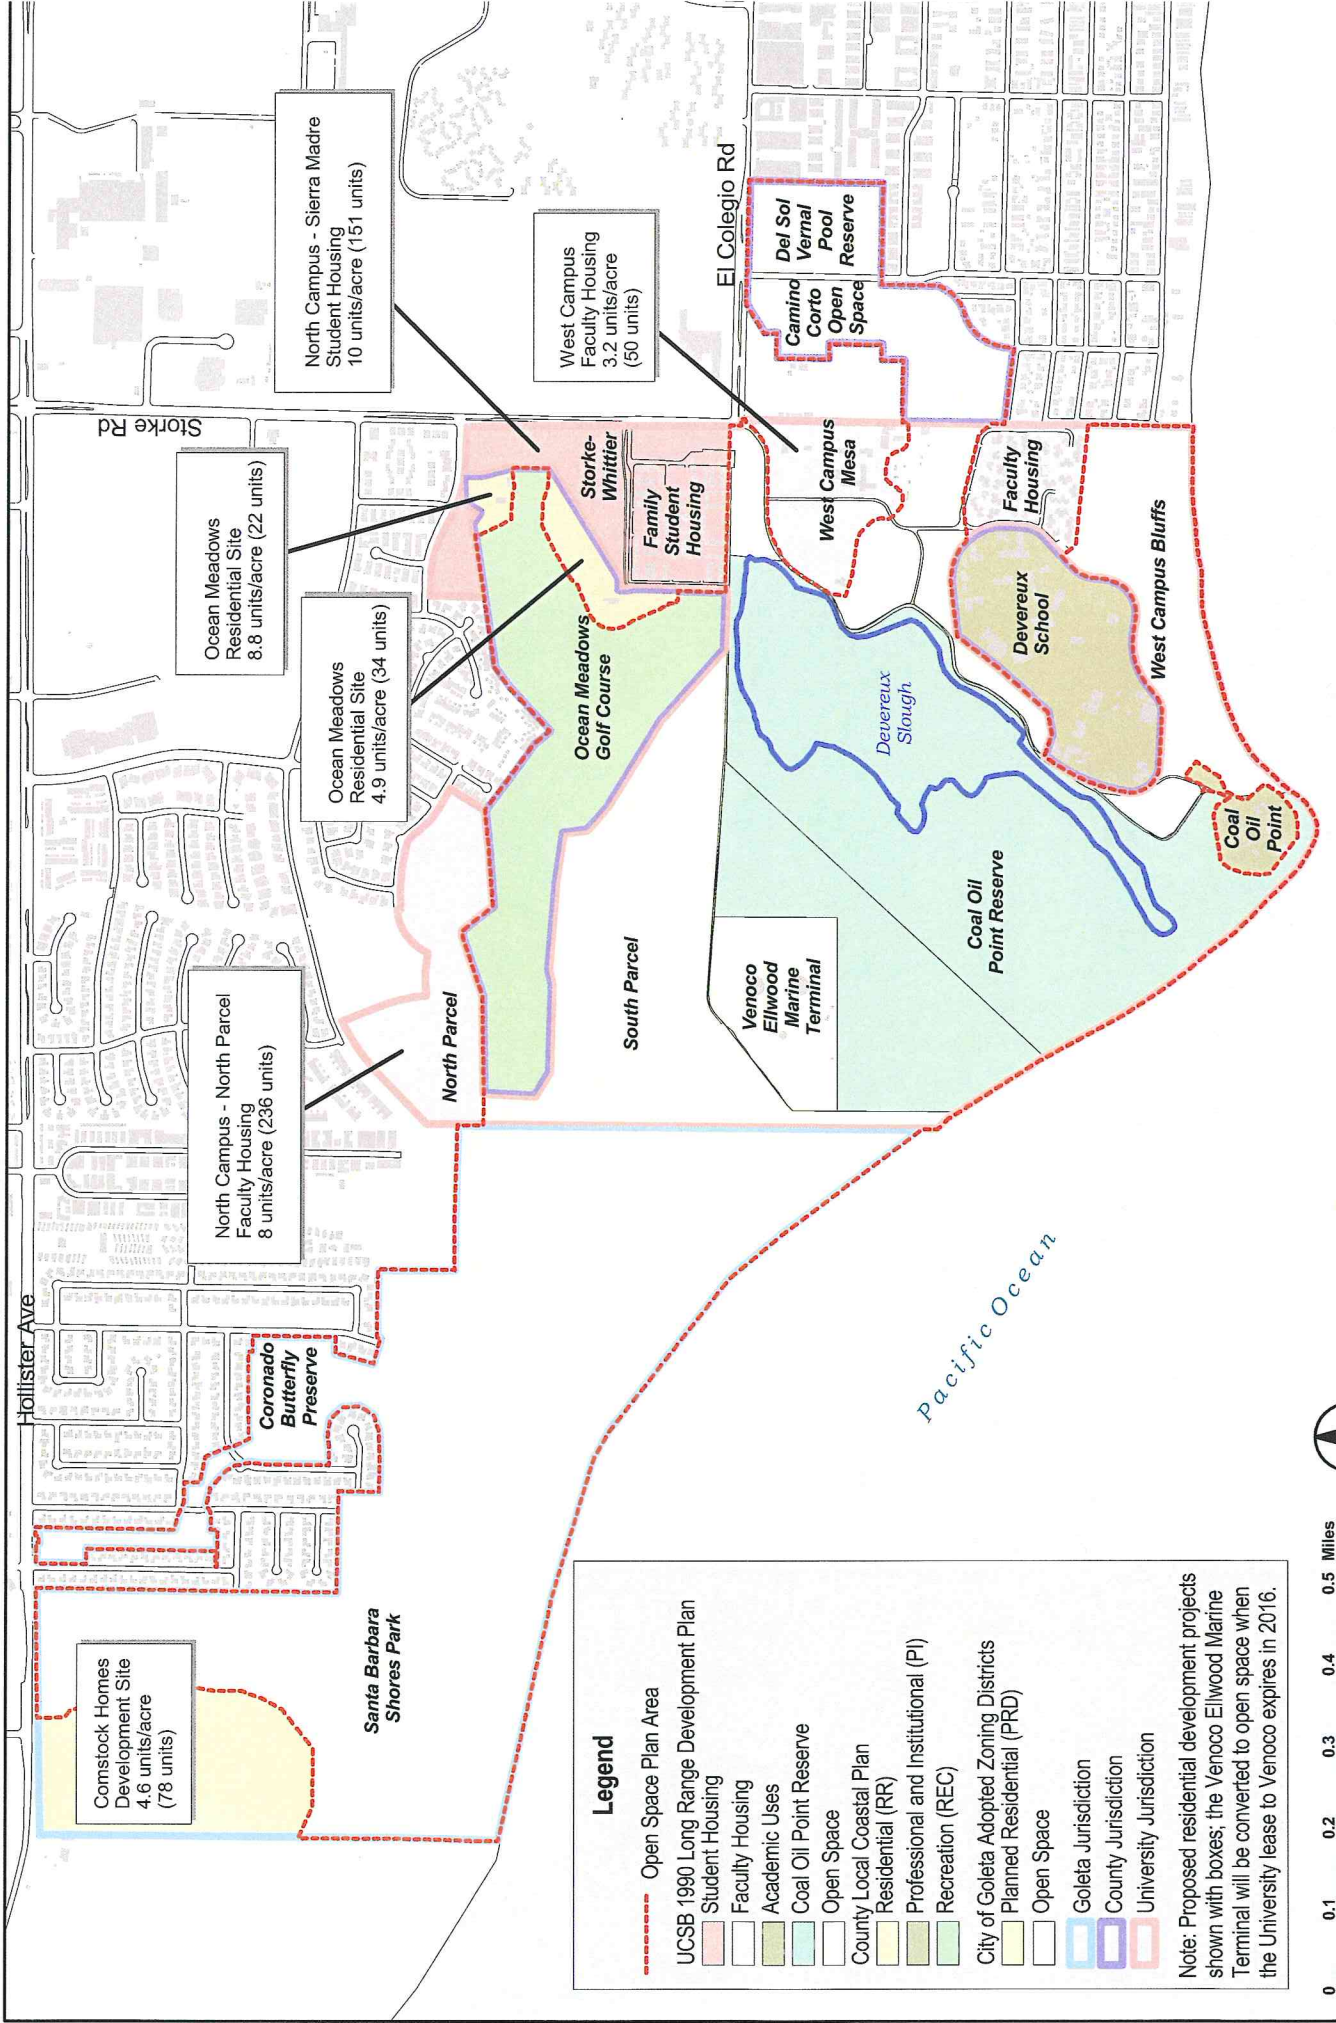 Hollister Ave
Storke Rd
El Colegio Rd
Comstock Homes
Development Site
4.6 units/acre
(78 units)
North Campus - North Parcel
Faculty Housing
8 units/acre (236 units)
Ocean Meadows
Residential Site
4.9 units/acre (34 units)
Ocean Meadows
Residential Site
8.8 units/acre (22 units)
North Campus - Sierra Madre
Student Housing
10 units/acre (151 units)
West Campus
Faculty Housing
3.2 units/acre
(50 units)
Santa Barbara
Shores Park
Coronado
Butterfly
Preserve
North Parcel
South Parcel
Ocean Meadows
Golf Course
Storke-
Whittier
Family
Student
Housing
Venoco
Ellwood
Marine
Terminal
Coal Oil
Point Reserve
Devereux
Slough
West Campus
Mesa
Camino
Corto
Open
Space
Del Sol
Vernal
Pool
Reserve
Faculty
Housing
Devereux
School
West Campus Bluffs
Coal
Oil
Point
Pacific Ocean
Legend
Open Space Plan Area
UCSB 1990 Long Range Development Plan
Student Housing
Faculty Housing
Academic Uses
Coal Oil Point Reserve
Open Space
County Local Coastal Plan
Residential (RR)
Professional and Institutional (PI)
Recreation (REC)
City of Goleta Adopted Zoning Districts
Planned Residential (PRD)
Open Space
Goleta Jurisdiction
County Jurisdiction
University Jurisdiction
Note: Proposed residential development projects
shown with boxes; the Venoco Ellwood Marine
Terminal will be converted to open space when
the University lease to Venoco expires in 2016.
0 0.1 0.2 0.3 0.4 0.5 Miles